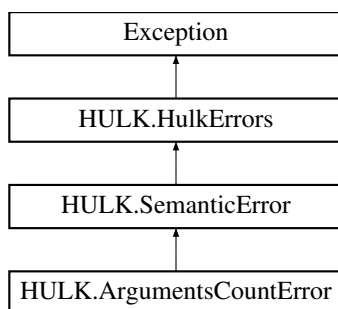 Exception
HULK.HulkErrors
HULK.SemanticError
HULK.ArgumentsCountError